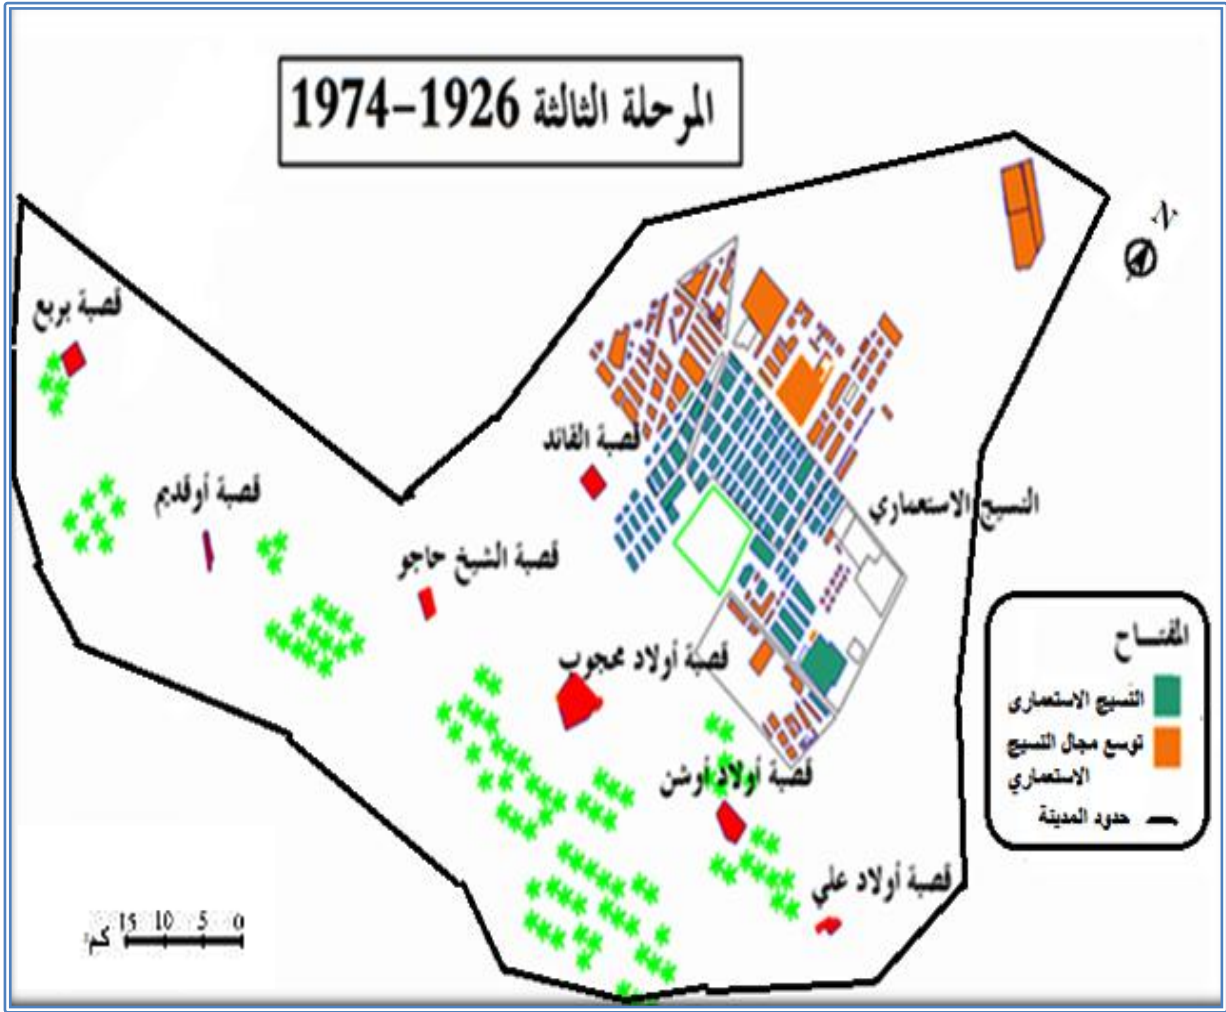 المرحلة الثالثة 1926-1974
N
قصبة بربع
قصبة القائد
قصبة أوقديم
النسيج الاستعماري
قصبة الشيخ حاجو
قصبة أولاد محجوب
قصبة أولاد أوشن
قصبة أولاد علي
المفتاح
النسيج الاستعماري
توسع مجال النسيج
الاستعماري
حدود المدينة
15 10 5 0
كم²